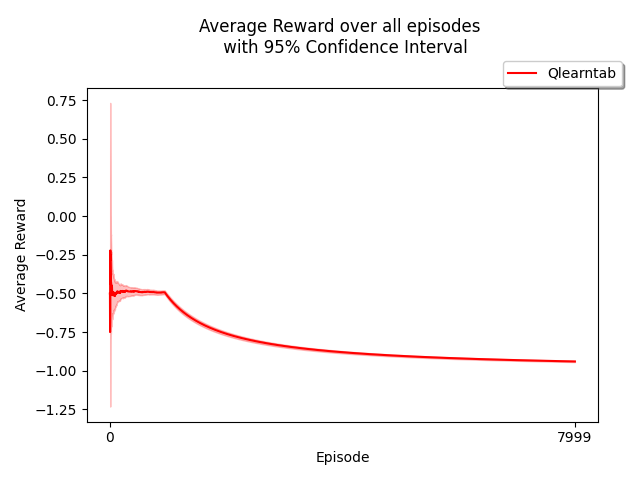 Average Reward over all episodes
with 95% Confidence Interval
Qlearntab
0.75
0.50
0.25
0.00
−0.25
−0.50
−0.75
−1.00
−1.25
Average Reward
0 7999
Episode